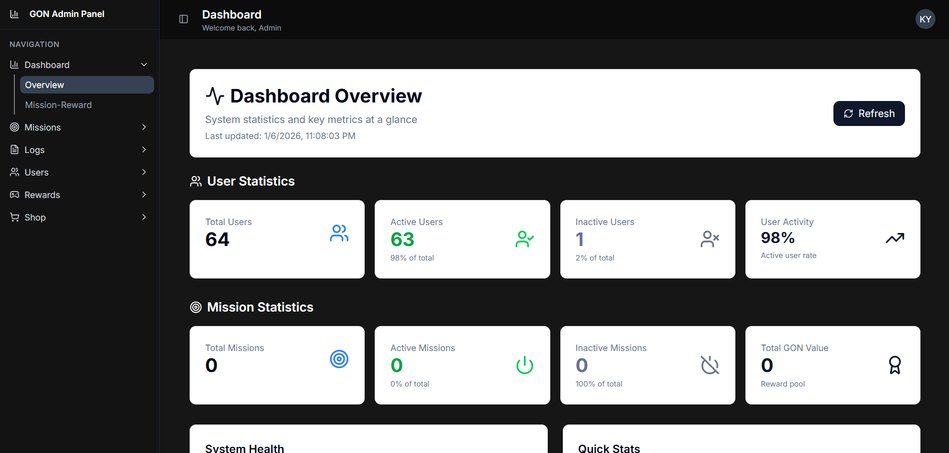 GON Admin Panel
NAVIGATION
Dashboard
Overview
Mission-Reward
Missions
Logs
Users
Rewards
Shop
Dashboard
Welcome back, Admin
KY
Dashboard Overview
System statistics and key metrics at a glance
Last updated: 1/6/2026, 11:08:03 PM
Refresh
User Statistics
Total Users
64
Active Users
63
98% of total
Inactive Users
1
2% of total
User Activity
98%
Active user rate
Mission Statistics
Total Missions
0
Active Missions
0
0% of total
Inactive Missions
0
100% of total
Total GON Value
0
Reward pool
System Health
Quick Stats